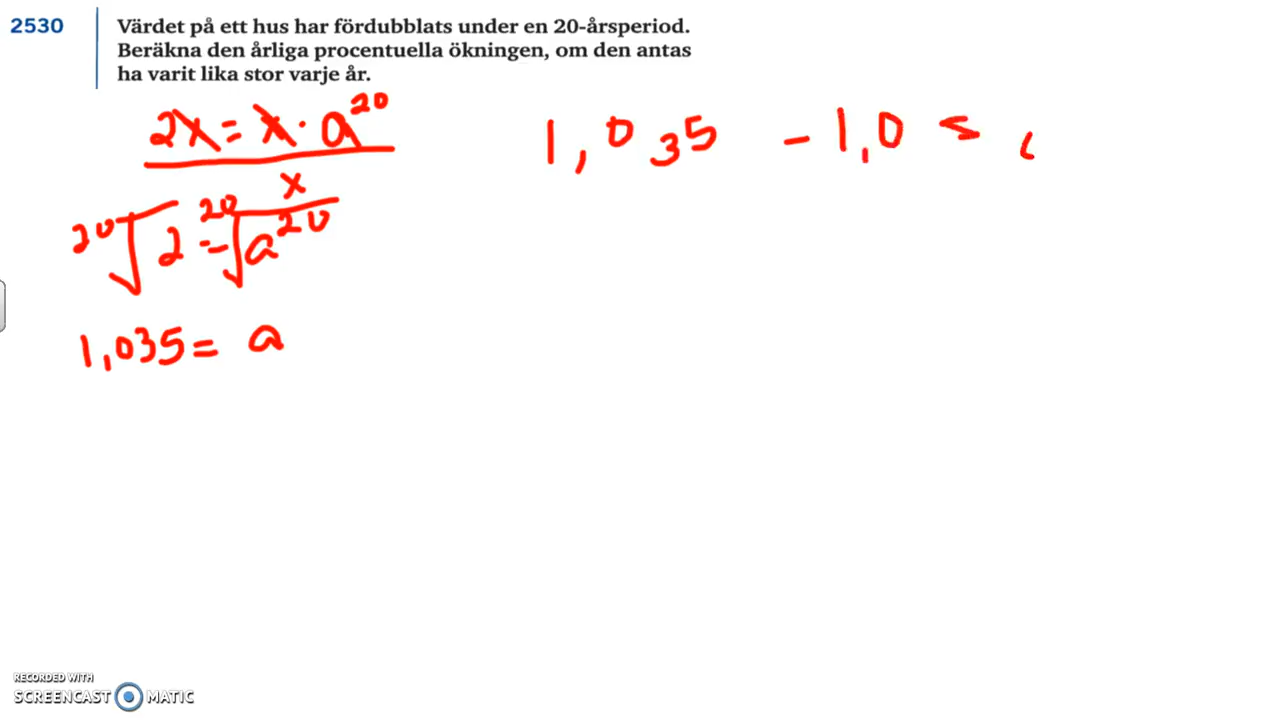 2530
Värdet på ett hus har fördubblats under en 20-årsperiod.
Beräkna den årliga procentuella ökningen, om den antas
ha varit lika stor varje år.
2x = x · a^20
x
20√2 = 20√a^20
1,035 = a
1,035 - 1,0 =
RECORDED WITH
SCREENCAST MATIC